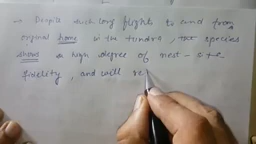 → Despite such long flights to and from
original home in the tundra, the species
shows a high degree of nest-site
fidelity, and will re